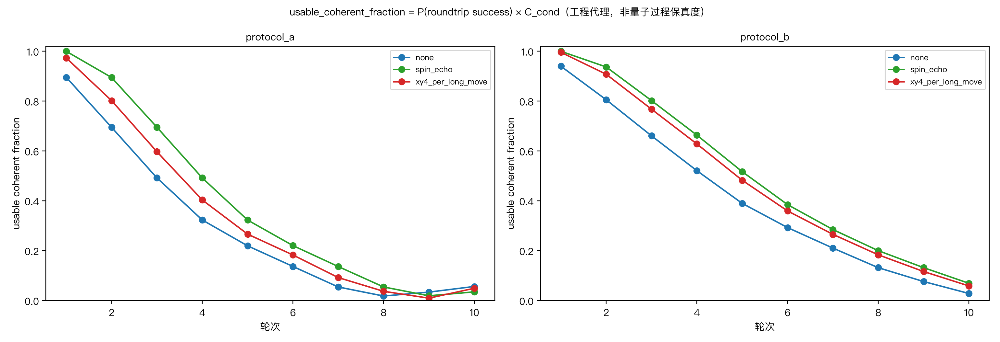 usable_coherent_fraction = P(roundtrip success) × C_cond（工程代理，非量子过程保真度）
protocol_a
usable coherent fraction
1.0
0.8
0.6
0.4
0.2
0.0
none
spin_echo
xy4_per_long_move
2
4
6
8
10
轮次
protocol_b
usable coherent fraction
1.0
0.8
0.6
0.4
0.2
0.0
none
spin_echo
xy4_per_long_move
2
4
6
8
10
轮次